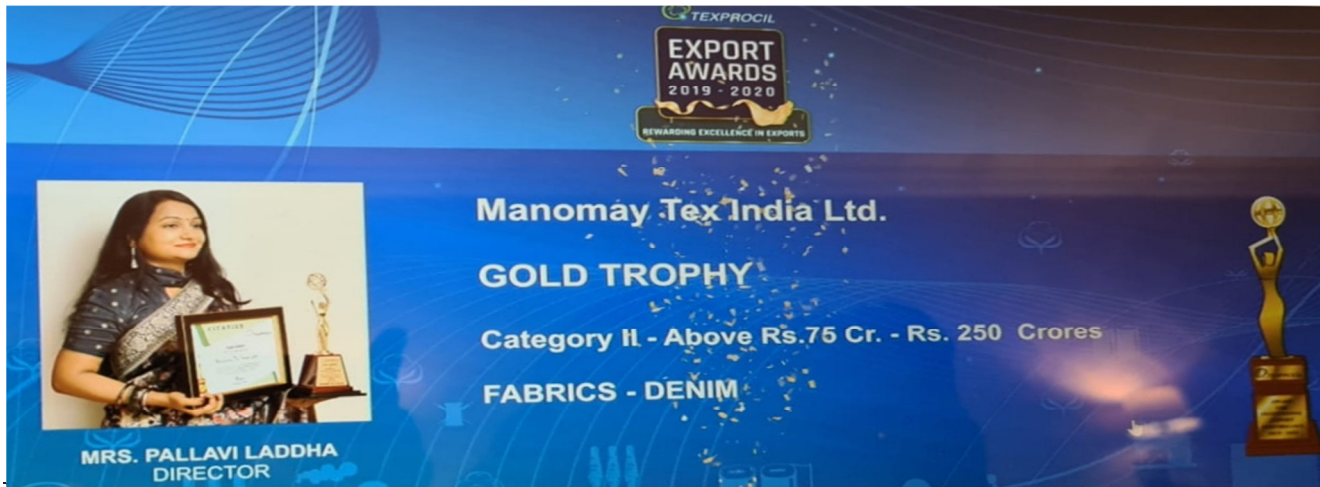 TEXPROCIL
EXPORT
AWARDS
2019 - 2020
REWARDING EXCELLENCE IN EXPORTS
Manomay Tex India Ltd.
GOLD TROPHY
Category II - Above Rs.75 Cr. - Rs. 250 Crores
FABRICS - DENIM
CITATION
MRS. PALLAVI LADDHA
DIRECTOR